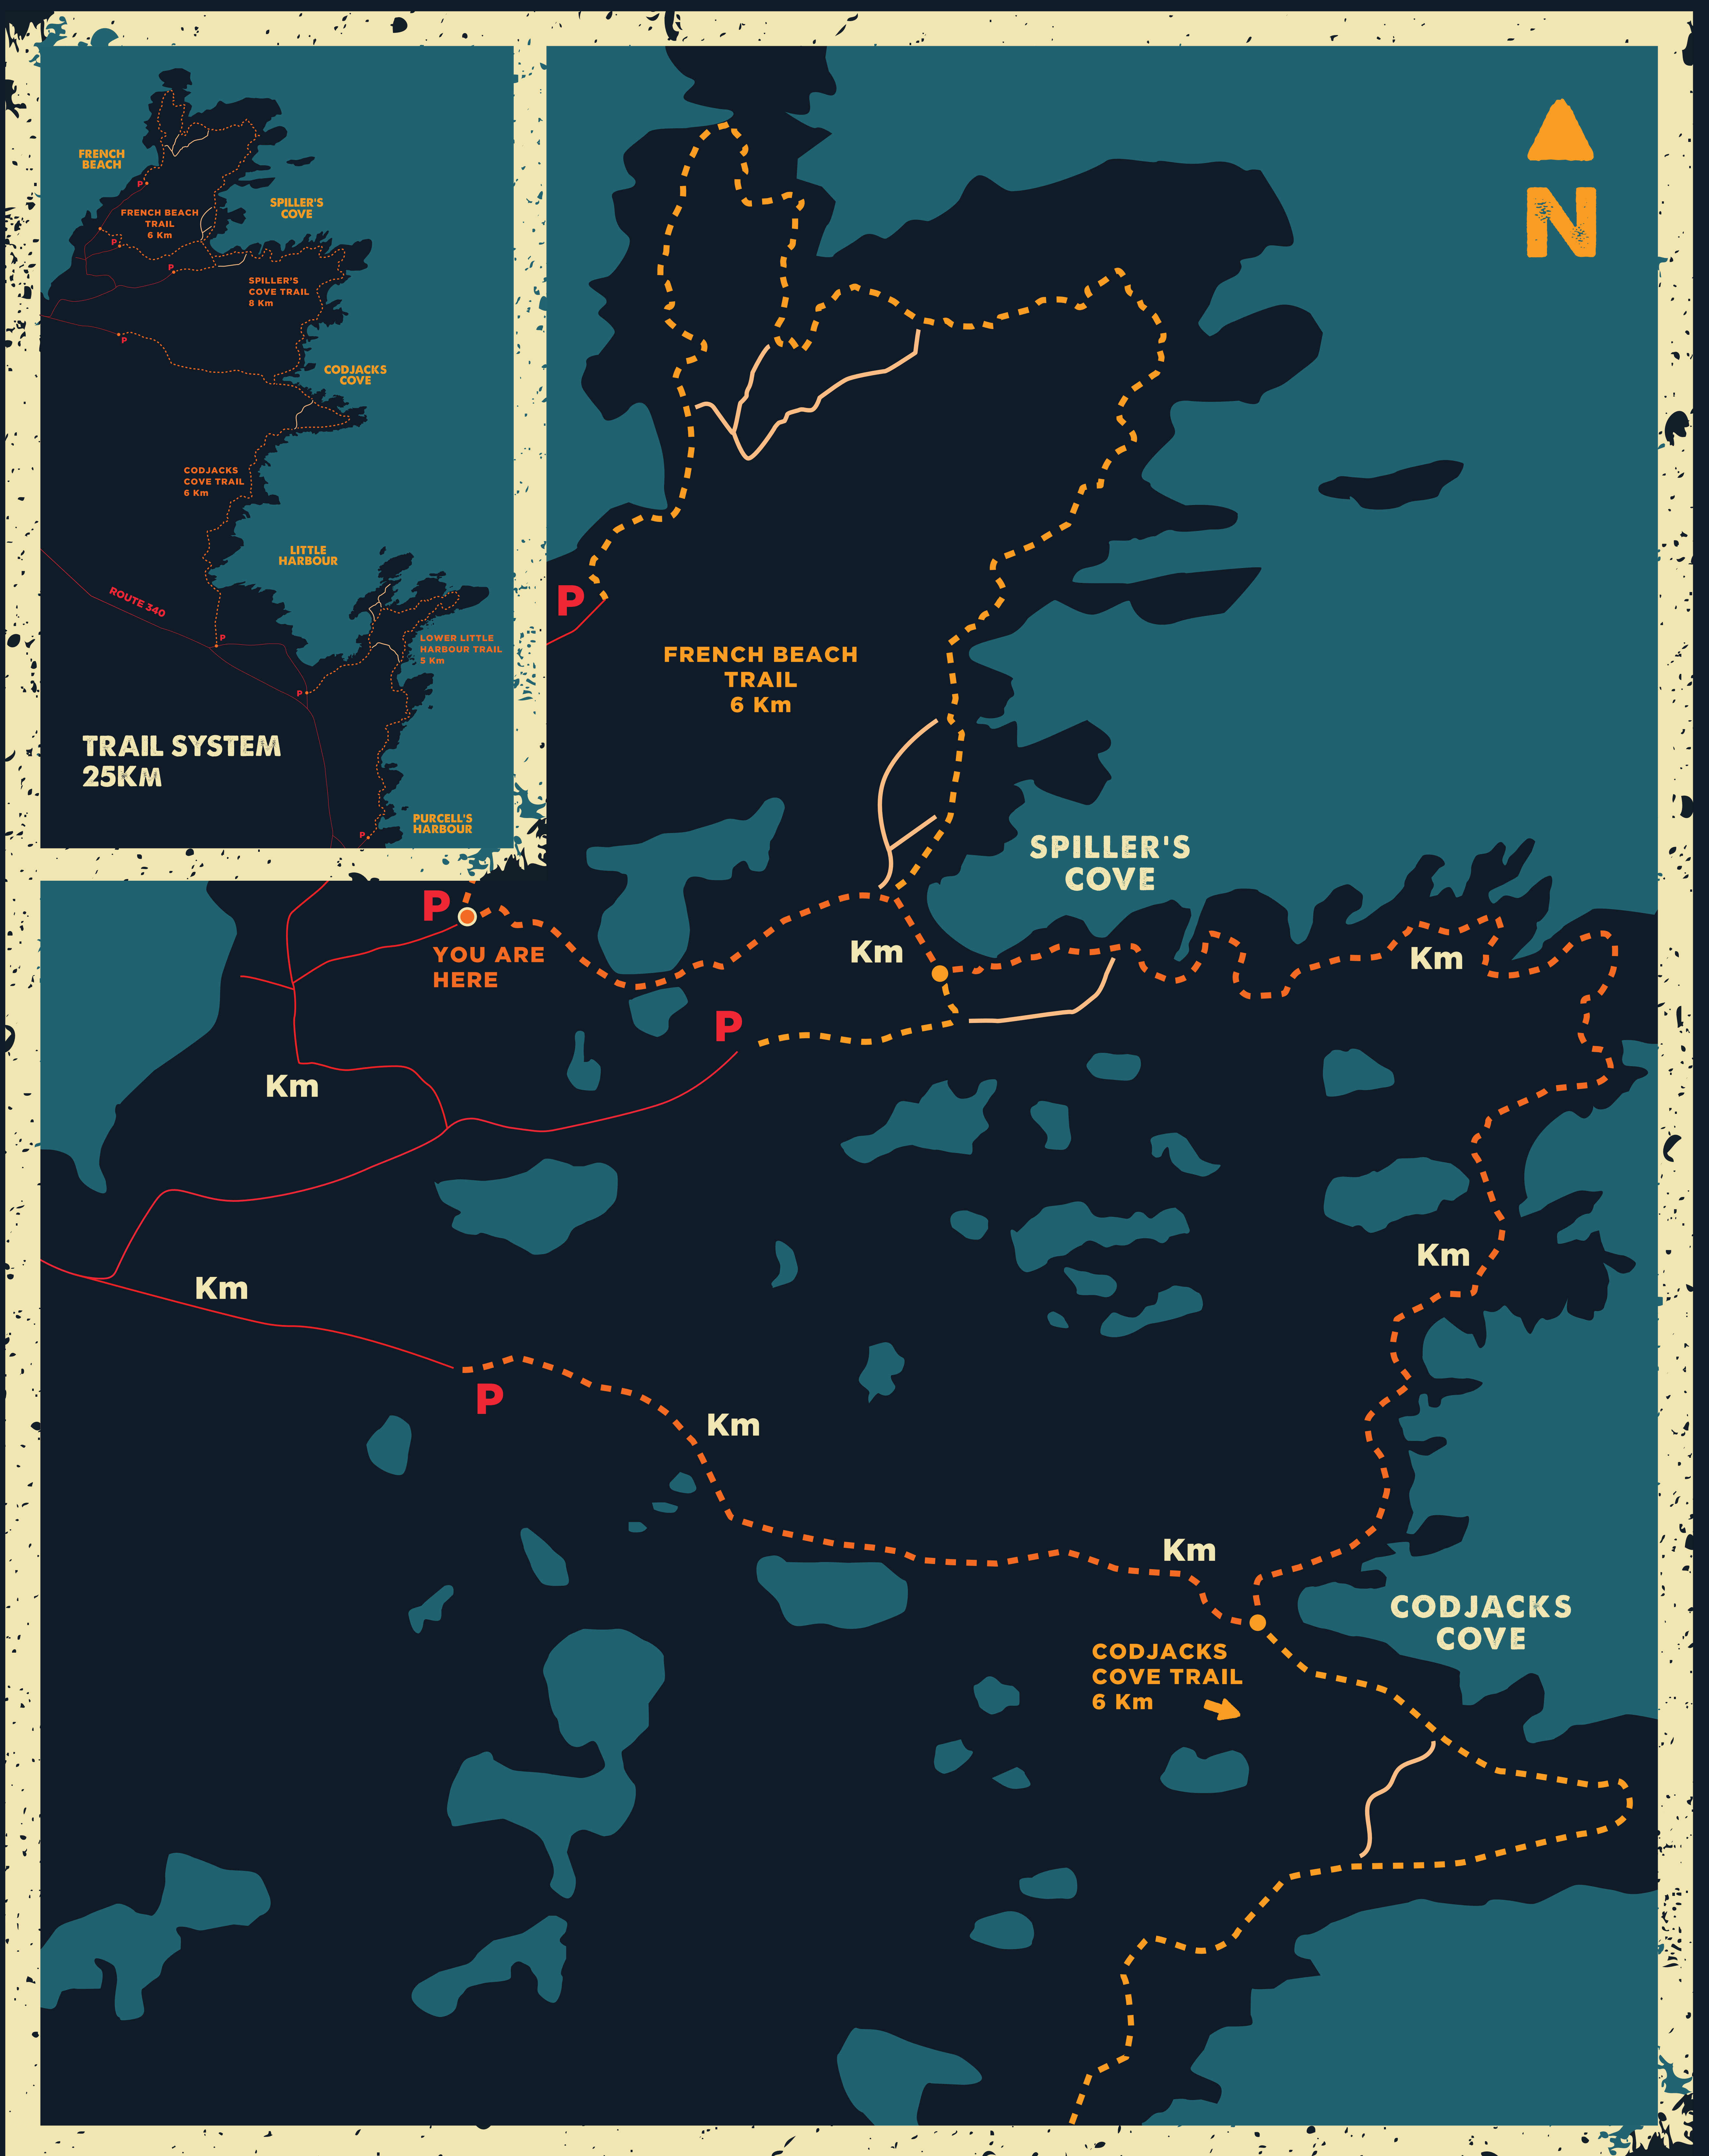 FRENCH
BEACH
P
FRENCH BEACH
TRAIL
6 Km
SPILLER'S
COVE
P
P
SPILLER'S
COVE TRAIL
8 Km
P
CODJACKS
COVE
CODJACKS
COVE TRAIL
6 Km
LITTLE
HARBOUR
ROUTE 340
P
LOWER LITTLE
HARBOUR TRAIL
5 Km
P
TRAIL SYSTEM
25KM
PURCELL'S
HARBOUR
P
N
P
FRENCH BEACH
TRAIL
6 Km
SPILLER'S
COVE
P
YOU ARE
HERE
Km
Km
P
Km
Km
Km
P
Km
Km
CODJACKS
COVE
CODJACKS
COVE TRAIL
6 Km